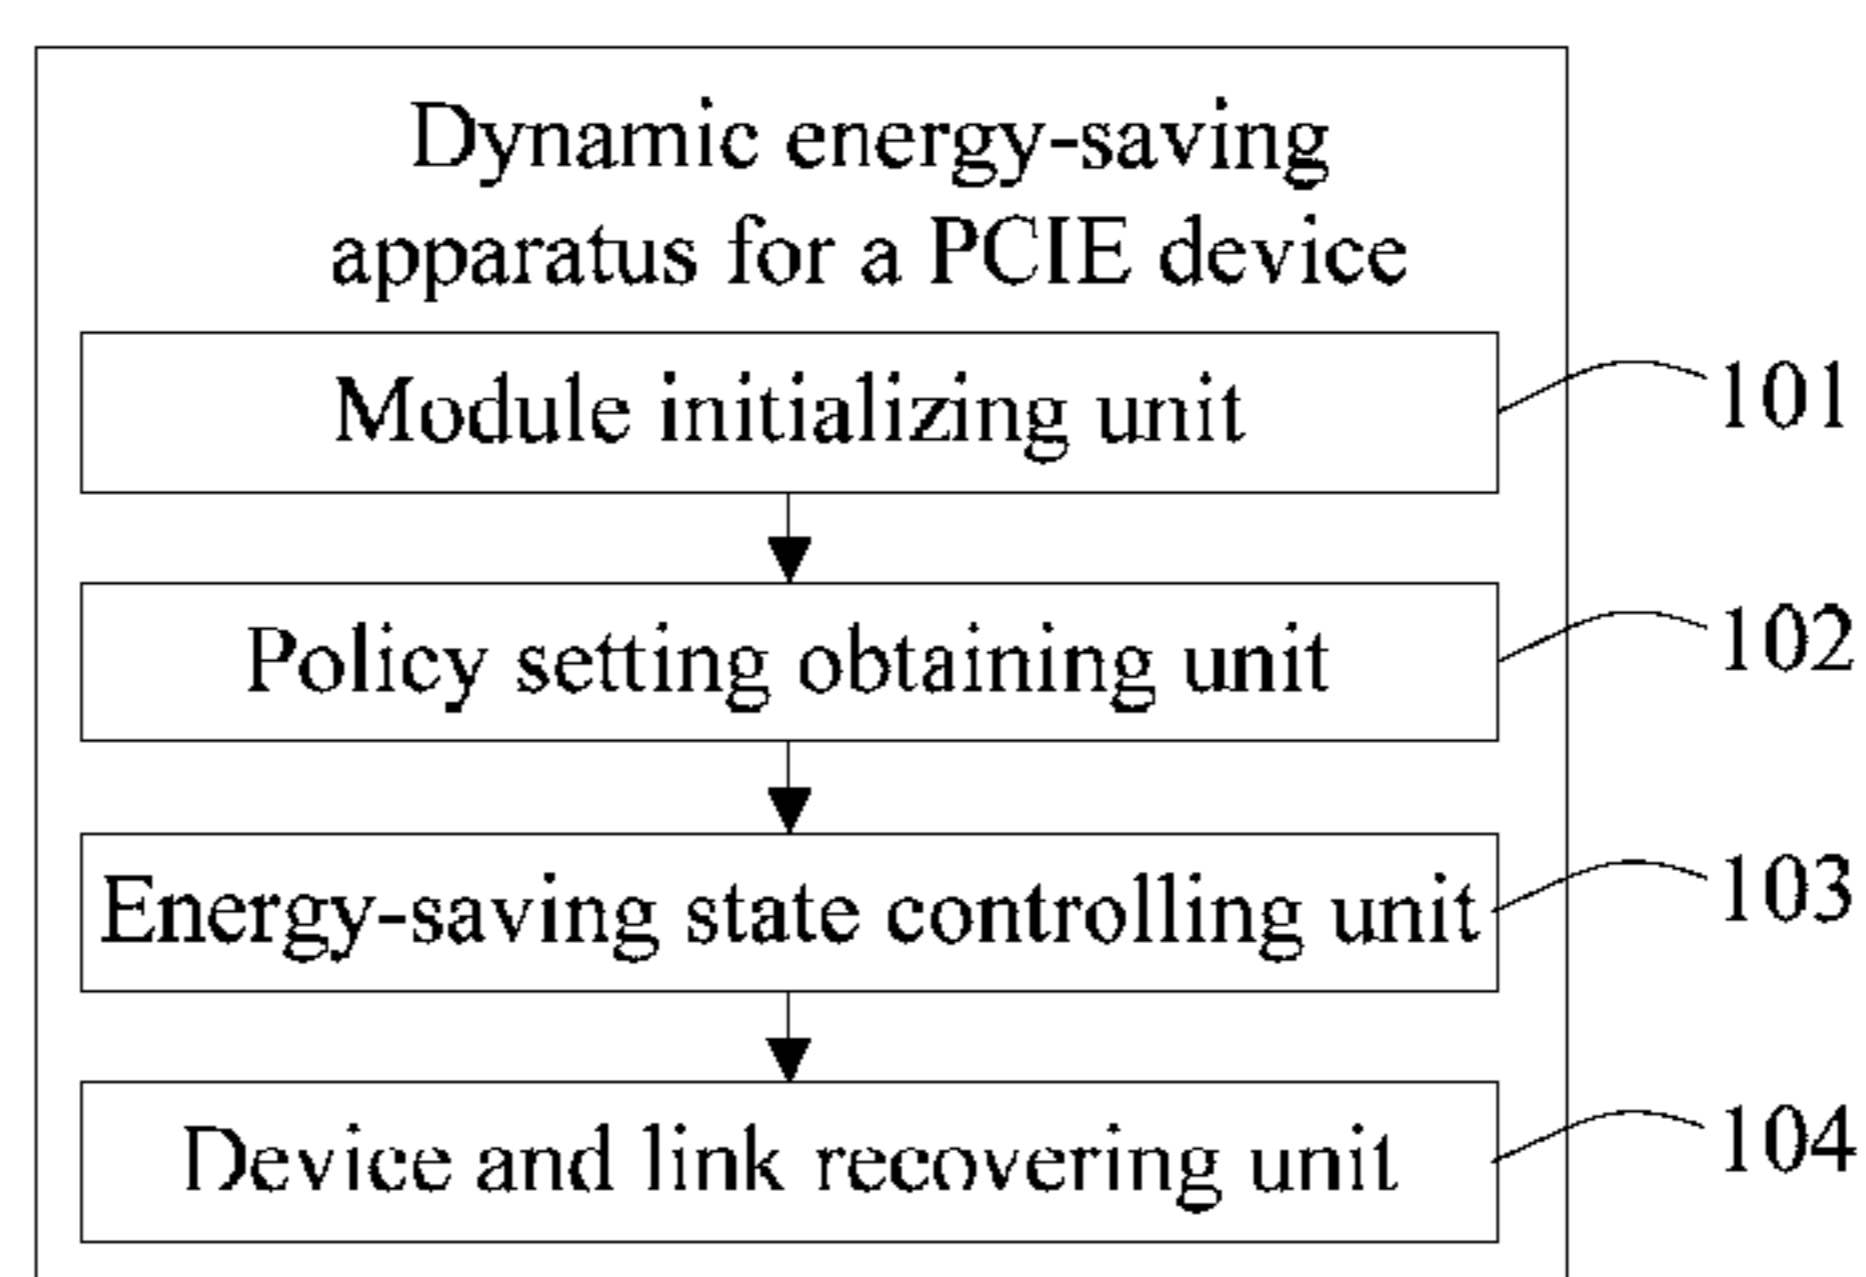 Dynamic energy-saving
apparatus for a PCIE device
Module initializing unit
101
Policy setting obtaining unit
102
Energy-saving state controlling unit
103
Device and link recovering unit
104